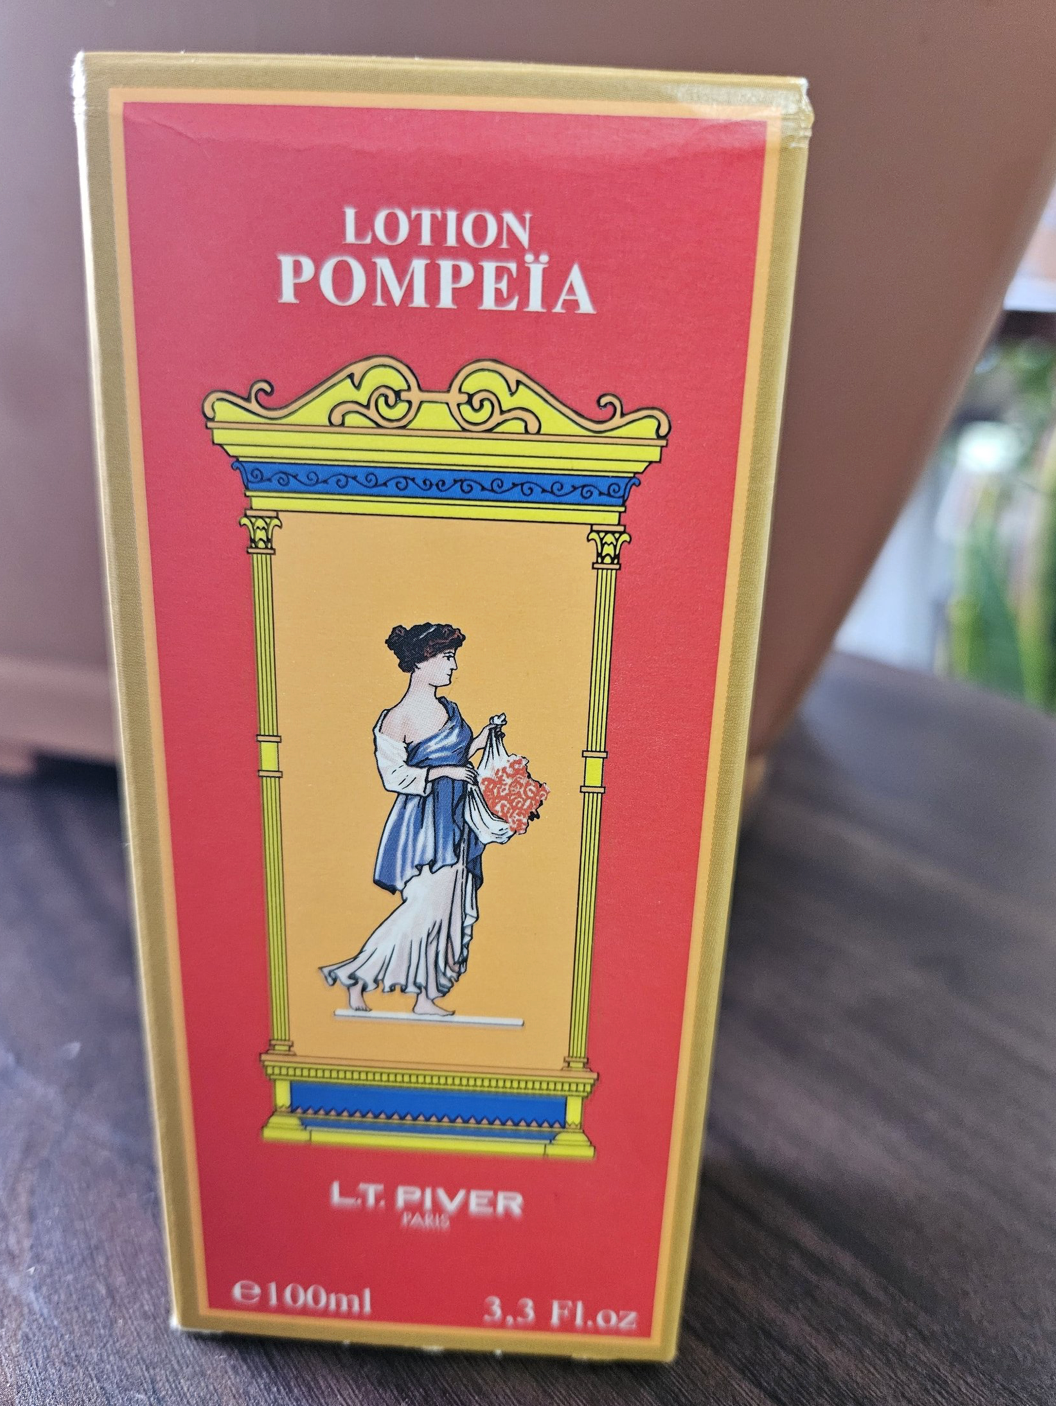 LOTION
POMPEÏA
L.T. PIVER
PARIS
℮100ml 3,3 Fl.oz